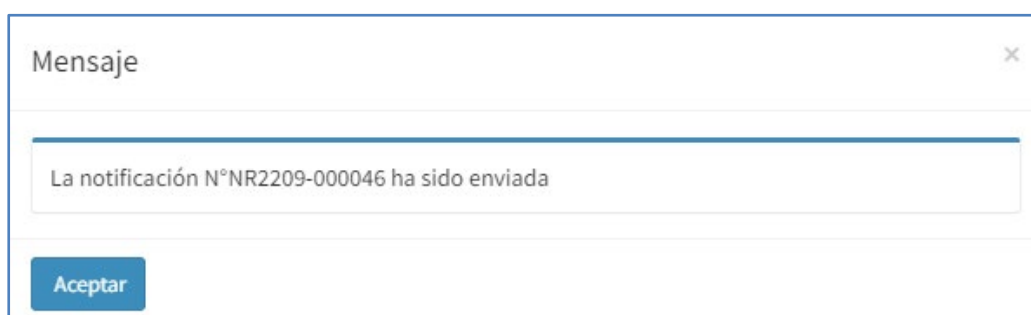 Mensaje ×
La notificación N°NR2209-000046 ha sido enviada
Aceptar